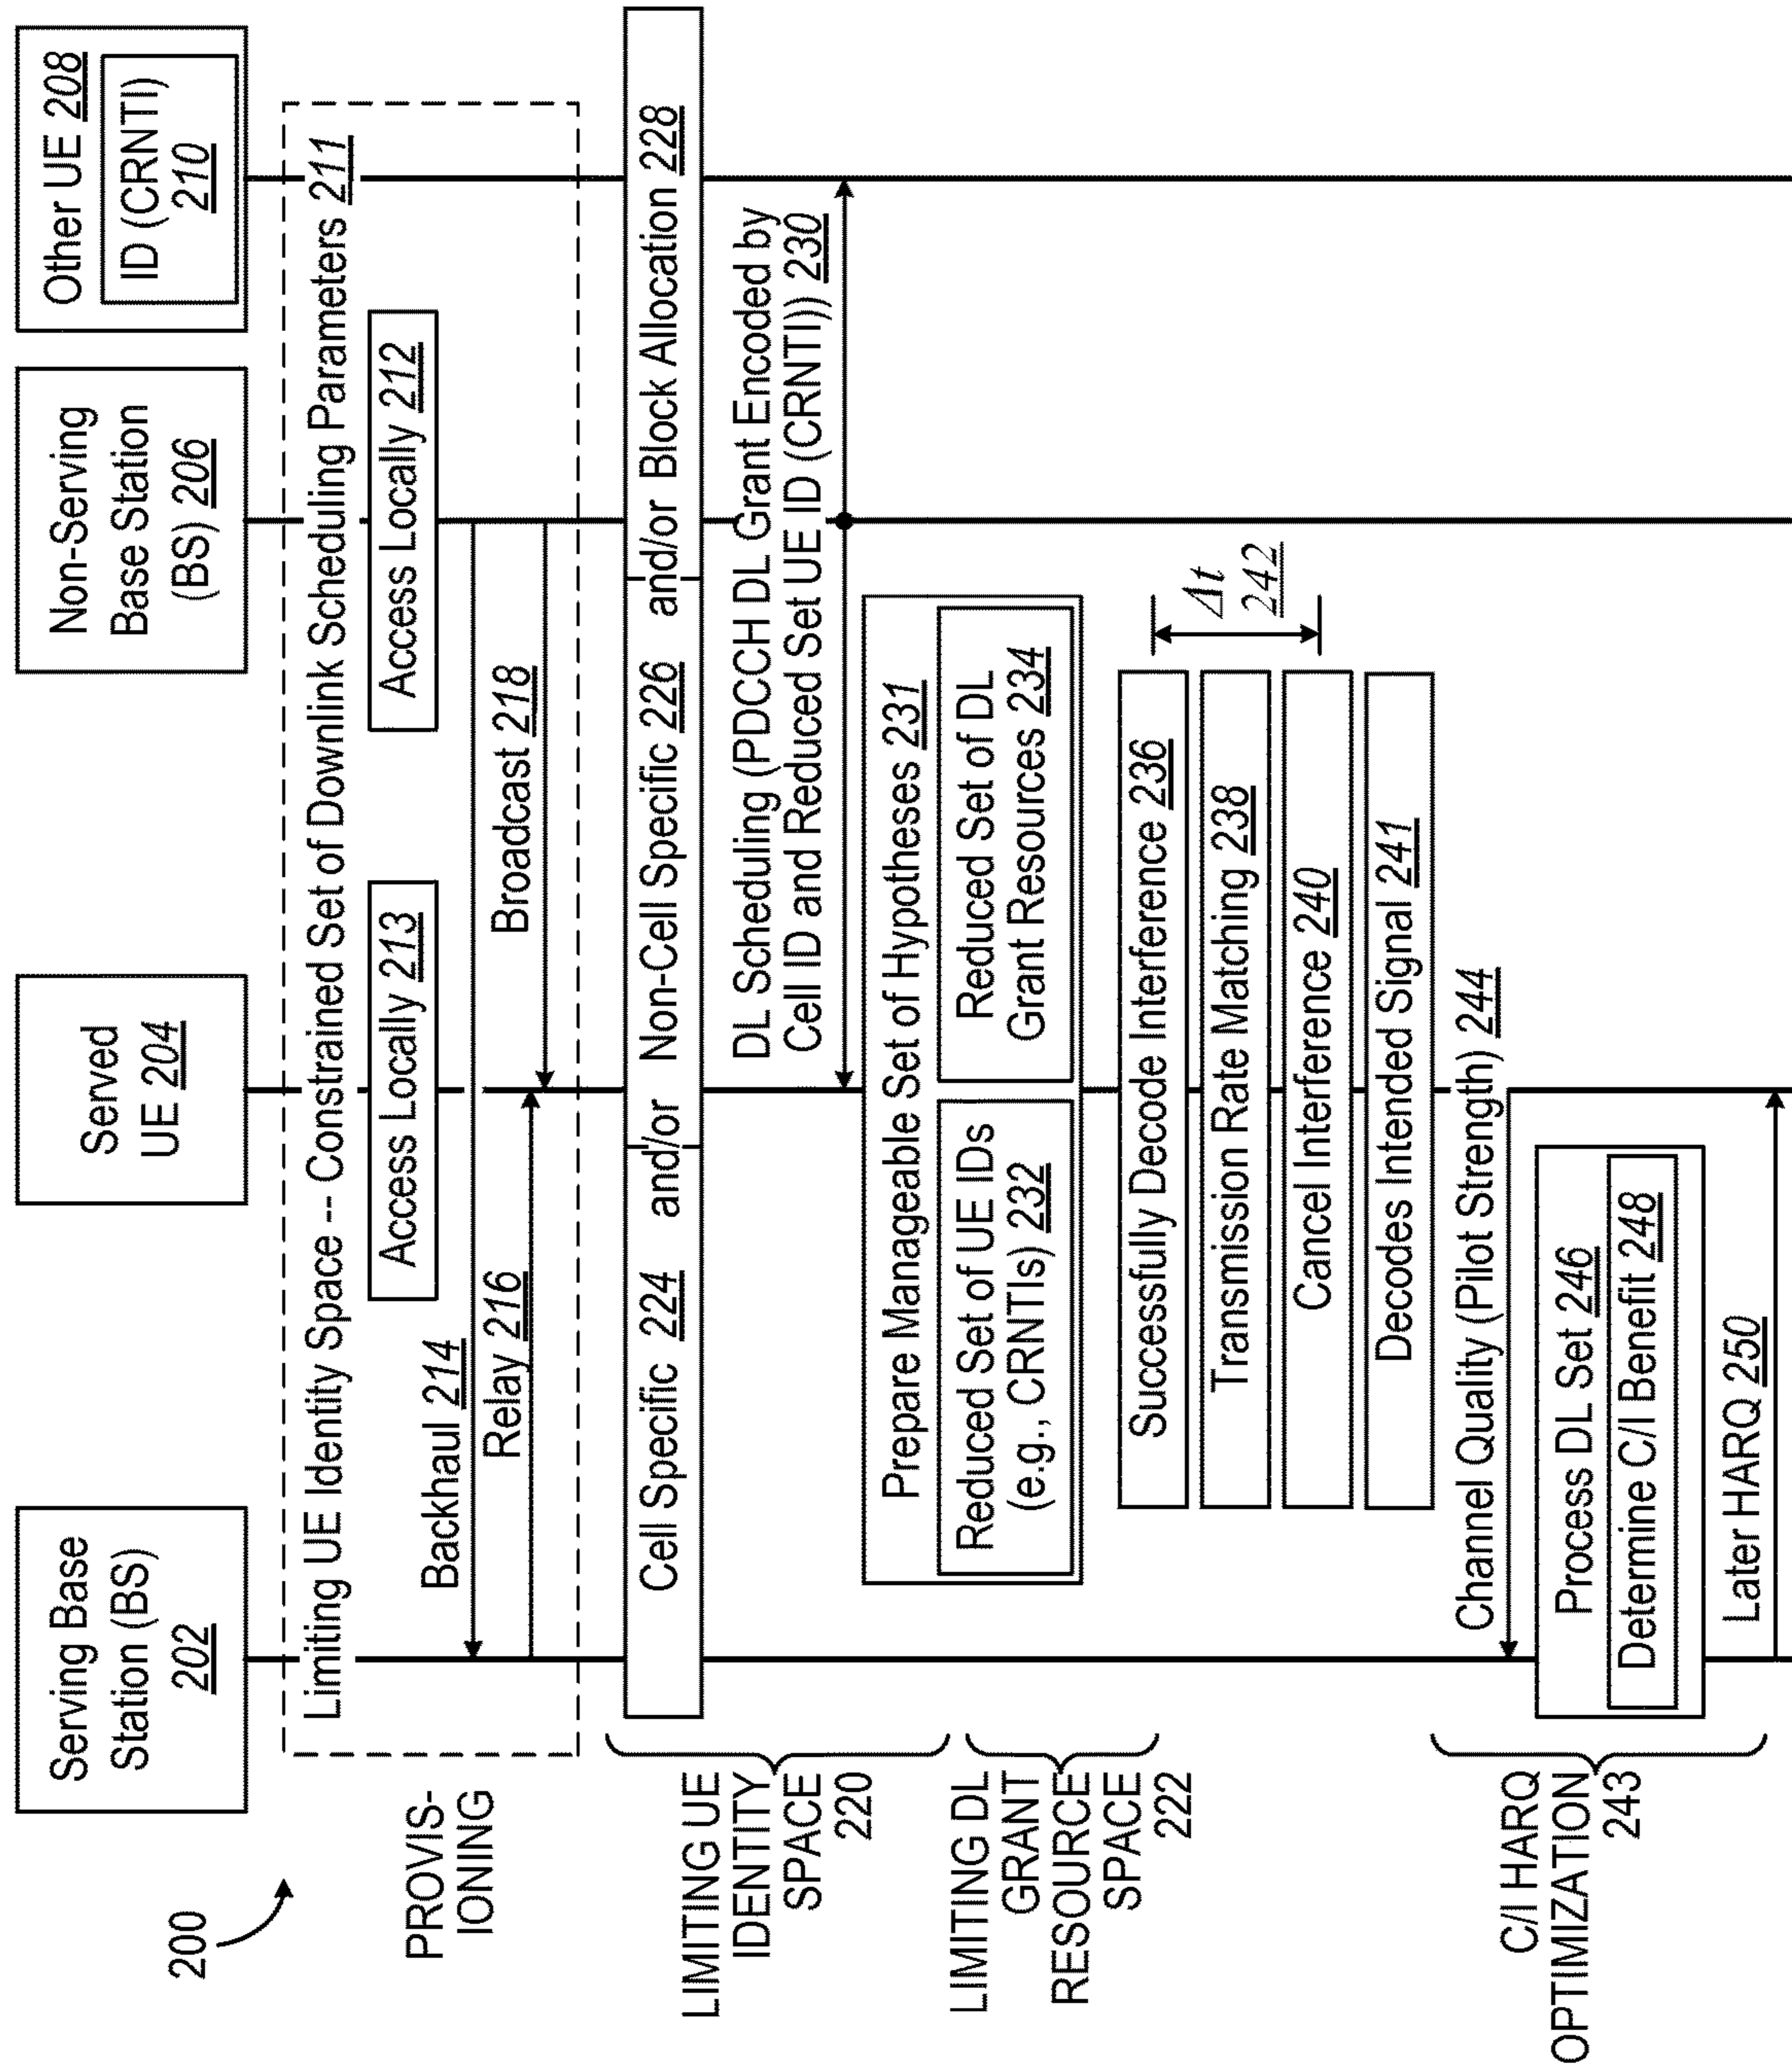 200
Serving Base
Station (BS)
202
Served
UE 204
Non-Serving
Base Station
(BS) 206
Other UE 208
ID (CRNTI)
210
PROVIS-
IONING
Limiting UE Identity Space -- Constrained Set of Downlink Scheduling Parameters 211
Access Locally 213
Access Locally 212
Backhaul 214
Relay 216
Broadcast 218
LIMITING UE
IDENTITY
SPACE
220
Cell Specific 224 and/or Non-Cell Specific 226 and/or Block Allocation 228
DL Scheduling (PDCCH DL Grant Encoded by
Cell ID and Reduced Set UE ID (CRNTI)) 230
LIMITING DL
GRANT
RESOURCE
SPACE
222
Prepare Manageable Set of Hypotheses 231
Reduced Set of UE IDs
(e.g., CRNTIs) 232
Reduced Set of DL
Grant Resources 234
Successfully Decode Interference 236
Transmission Rate Matching 238
Cancel Interference 240
Decodes Intended Signal 241
Δt
242
C/I HARQ
OPTIMIZATION
243
Channel Quality (Pilot Strength) 244
Process DL Set 246
Determine C/I Benefit 248
Later HARQ 250